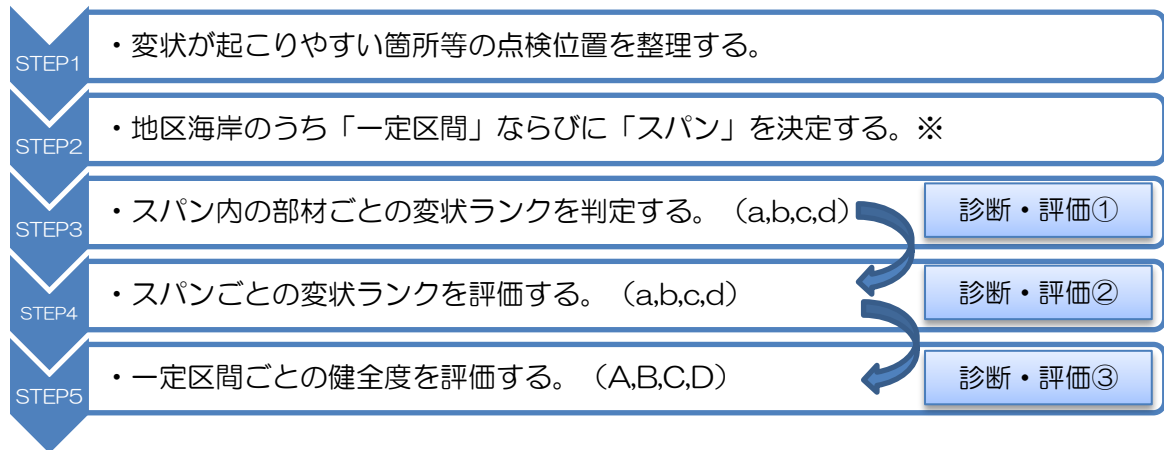 STEP1
・変状が起こりやすい箇所等の点検位置を整理する。
STEP2
・地区海岸のうち「一定区間」ならびに「スパン」を決定する。※
STEP3
・スパン内の部材ごとの変状ランクを判定する。（a,b,c,d）
診断・評価①
STEP4
・スパンごとの変状ランクを評価する。（a,b,c,d）
診断・評価②
STEP5
・一定区間ごとの健全度を評価する。（A,B,C,D）
診断・評価③